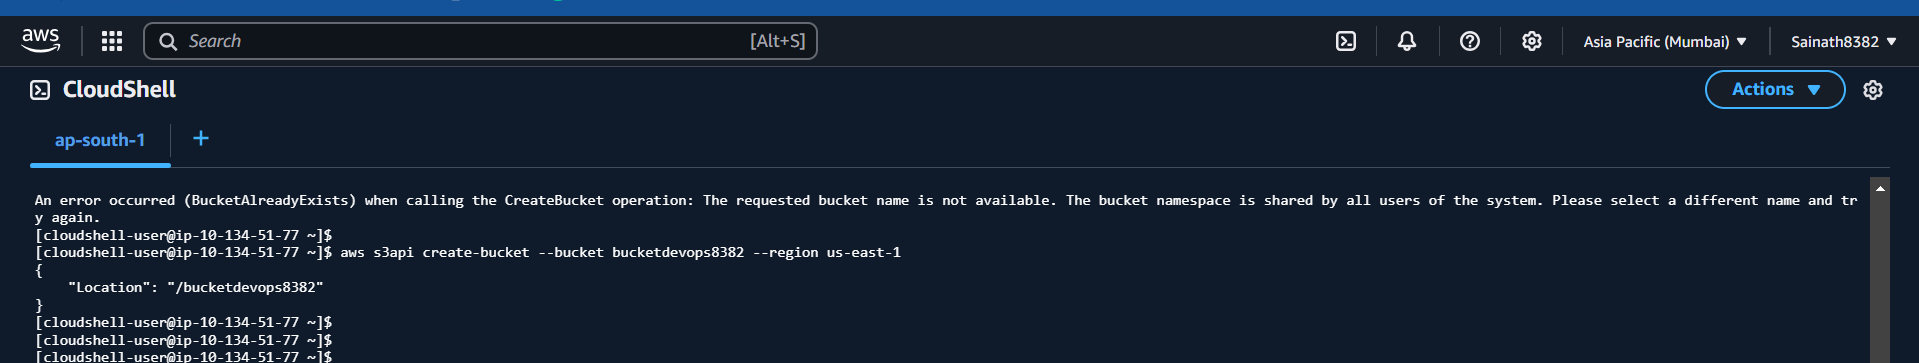 aws
Search [Alt+S]
Asia Pacific (Mumbai) ▼
Sainath8382 ▼
CloudShell
Actions ▼
ap-south-1 +
An error occurred (BucketAlreadyExists) when calling the CreateBucket operation: The requested bucket name is not available. The bucket namespace is shared by all users of the system. Please select a different name and tr
y again.
[cloudshell-user@ip-10-134-51-77 ~]$
[cloudshell-user@ip-10-134-51-77 ~]$ aws s3api create-bucket --bucket bucketdevops8382 --region us-east-1
{
    "Location": "/bucketdevops8382"
}
[cloudshell-user@ip-10-134-51-77 ~]$
[cloudshell-user@ip-10-134-51-77 ~]$
[cloudshell-user@ip-10-134-51-77 ~]$